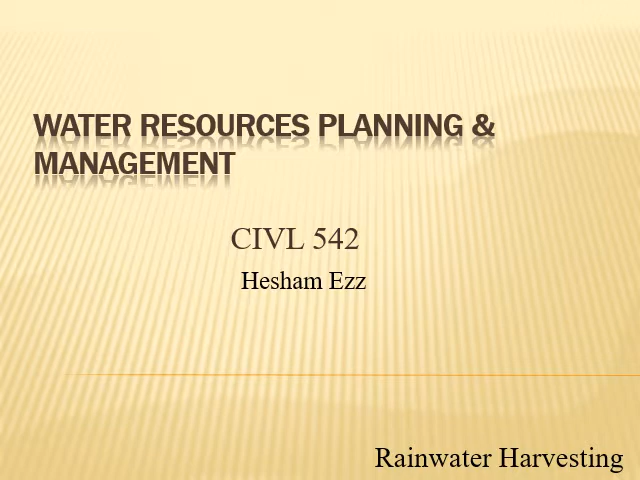 WATER RESOURCES PLANNING &
MANAGEMENT
CIVL 542
Hesham Ezz
Rainwater Harvesting